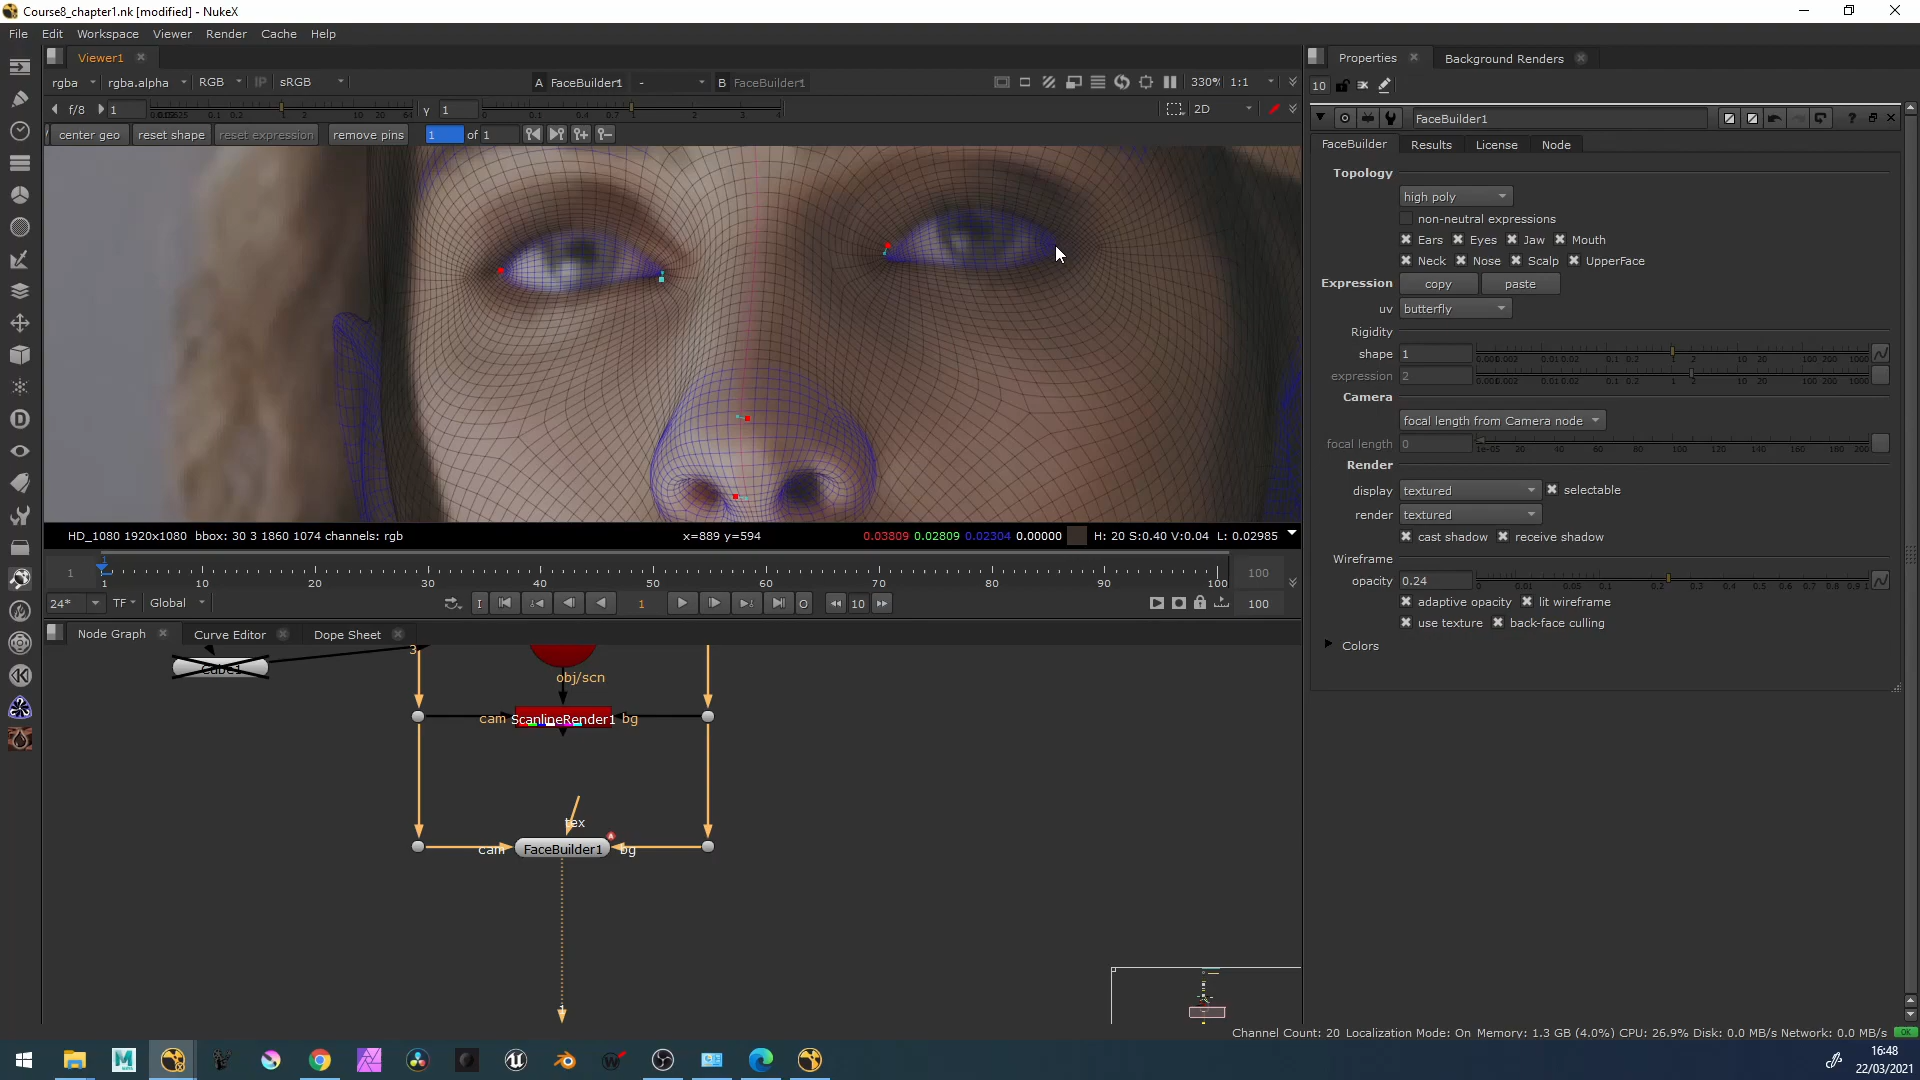 Course8_chapter1.nk [modified] - NukeX
File Edit Workspace Viewer Render Cache Help
Viewer1
Properties Background Renders
rgba rgba.alpha RGB IP sRGB A FaceBuilder1 - B FaceBuilder1 330% 1:1
10
f/8 1 γ 1 2D
FaceBuilder1
center geo reset shape reset expression remove pins 1 of 1
FaceBuilder Results License Node
Topology
high poly
non-neutral expressions
Ears Eyes Jaw Mouth
Neck Nose Scalp UpperFace
Expression copy paste
uv butterfly
Rigidity
shape 1
expression 2
Camera
focal length from Camera node
focal length 0
Render
display textured selectable
render textured
cast shadow receive shadow
Wireframe
opacity 0.24
adaptive opacity lit wireframe
use texture back-face culling
Colors
HD_1080 1920x1080 bbox: 30 3 1860 1074 channels: rgb x=889 y=594 0.03809 0.02809 0.02304 0.00000 H: 20 S:0.40 V:0.04 L: 0.02985
1 1 10 20 30 40 50 60 70 80 90 100 100
24* TF Global I 1 O 10 100
Node Graph Curve Editor Dope Sheet
3
Cube1
obj/scn
cam ScanlineRender1 bg
tex
cam FaceBuilder1 bg
1
Channel Count: 20 Localization Mode: On Memory: 1.3 GB (4.0%) CPU: 26.9% Disk: 0.0 MB/s Network: 0.0 MB/s OK
16:48
22/03/2021